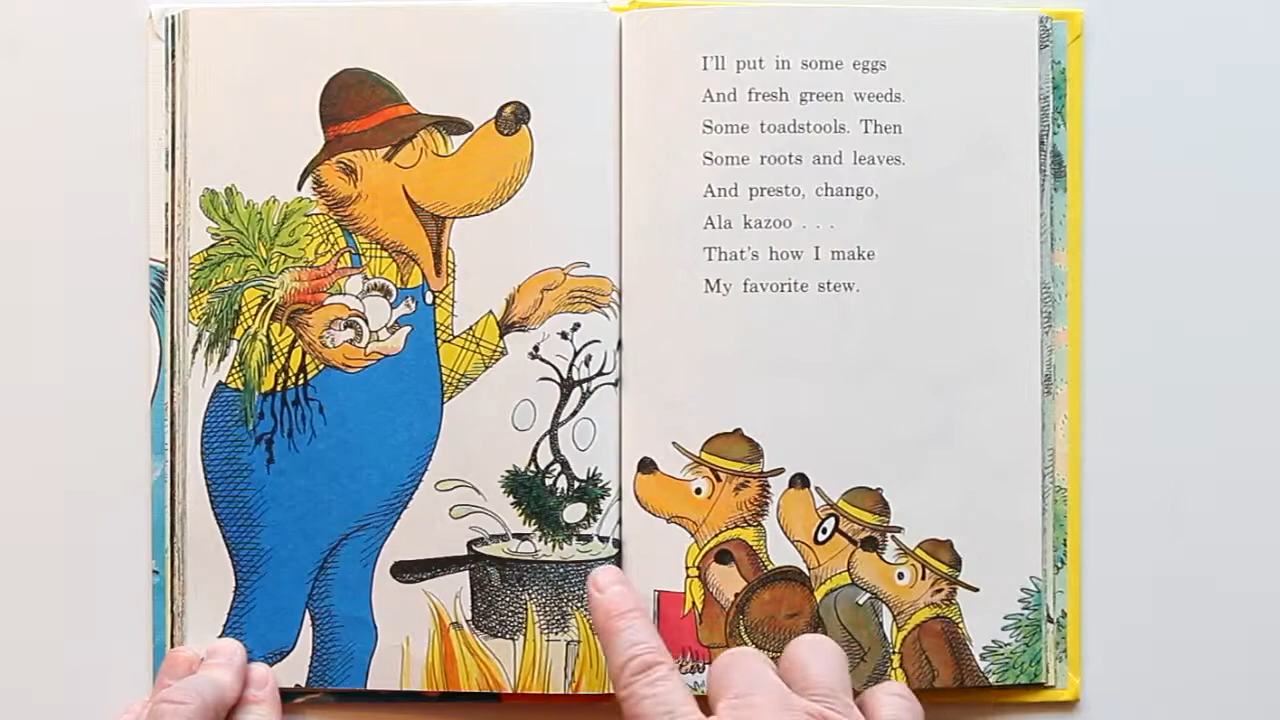 I'll put in some eggs
And fresh green weeds.
Some toadstools. Then
Some roots and leaves.
And presto, chango,
Ala kazoo . . .
That's how I make
My favorite stew.